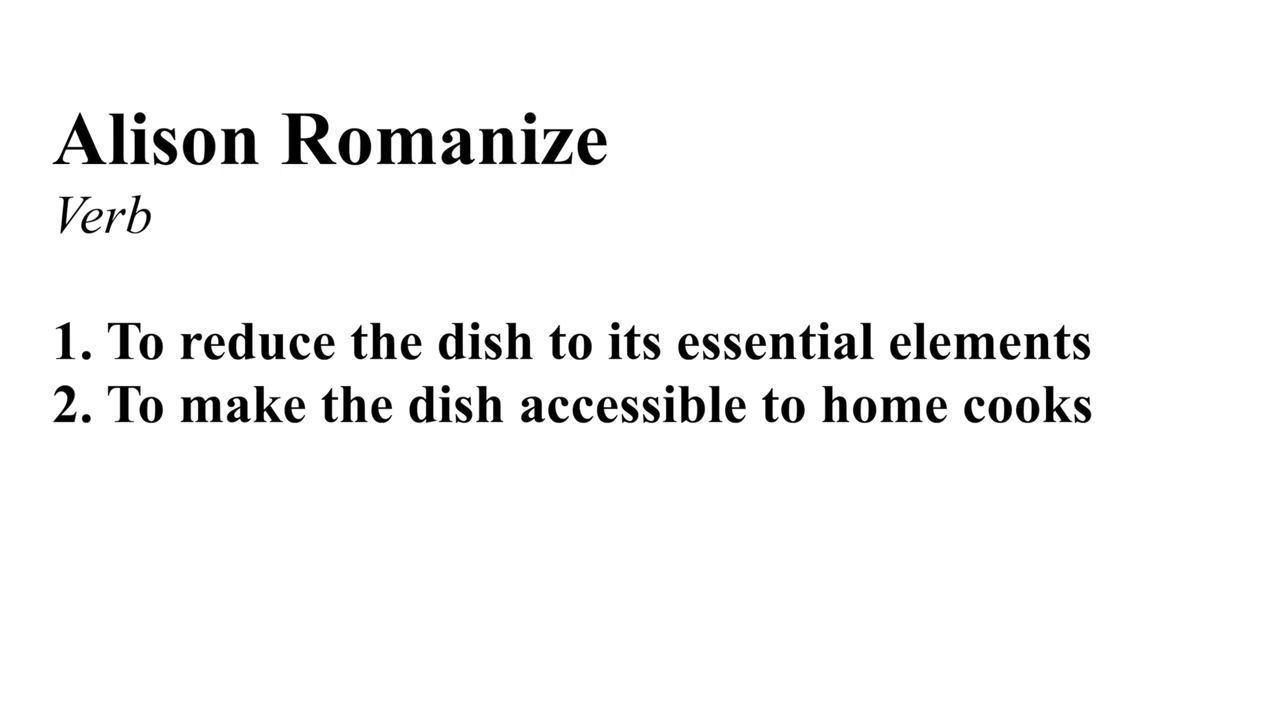 Alison Romanize
Verb
1. To reduce the dish to its essential elements
2. To make the dish accessible to home cooks